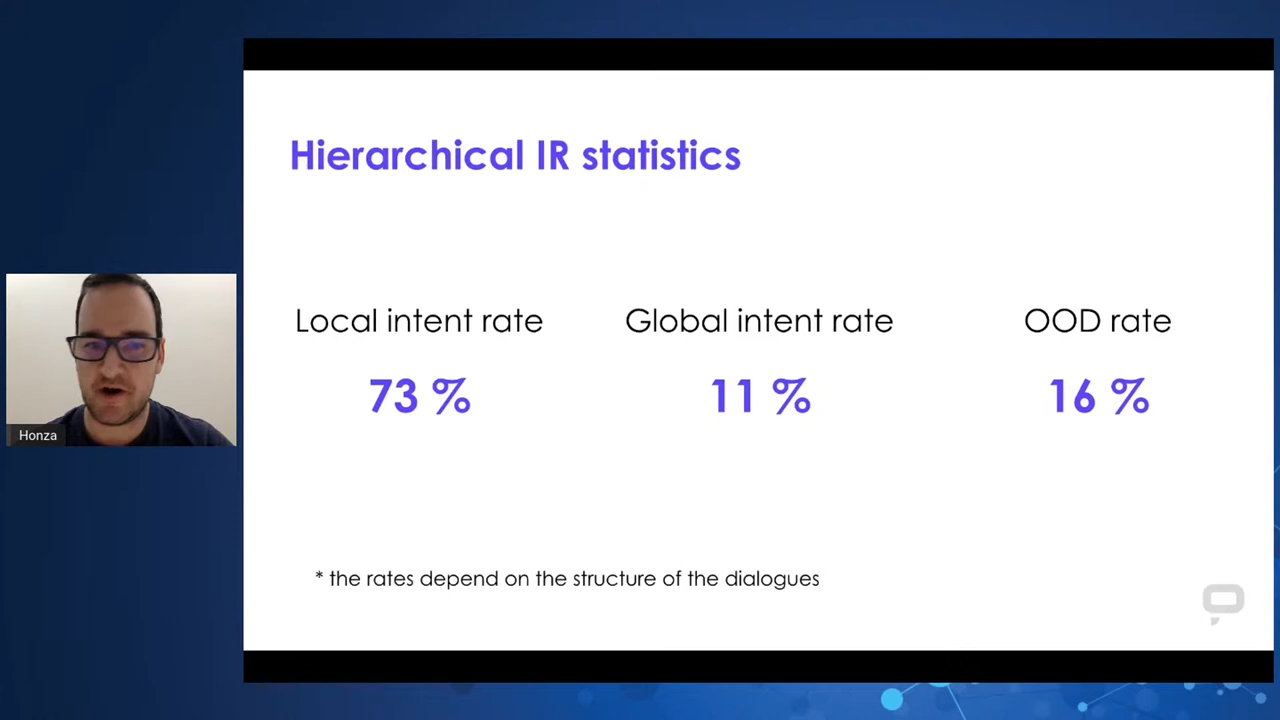 Hierarchical IR statistics
Local intent rate
Global intent rate
OOD rate
73 %
11 %
16 %
Honza
* the rates depend on the structure of the dialogues